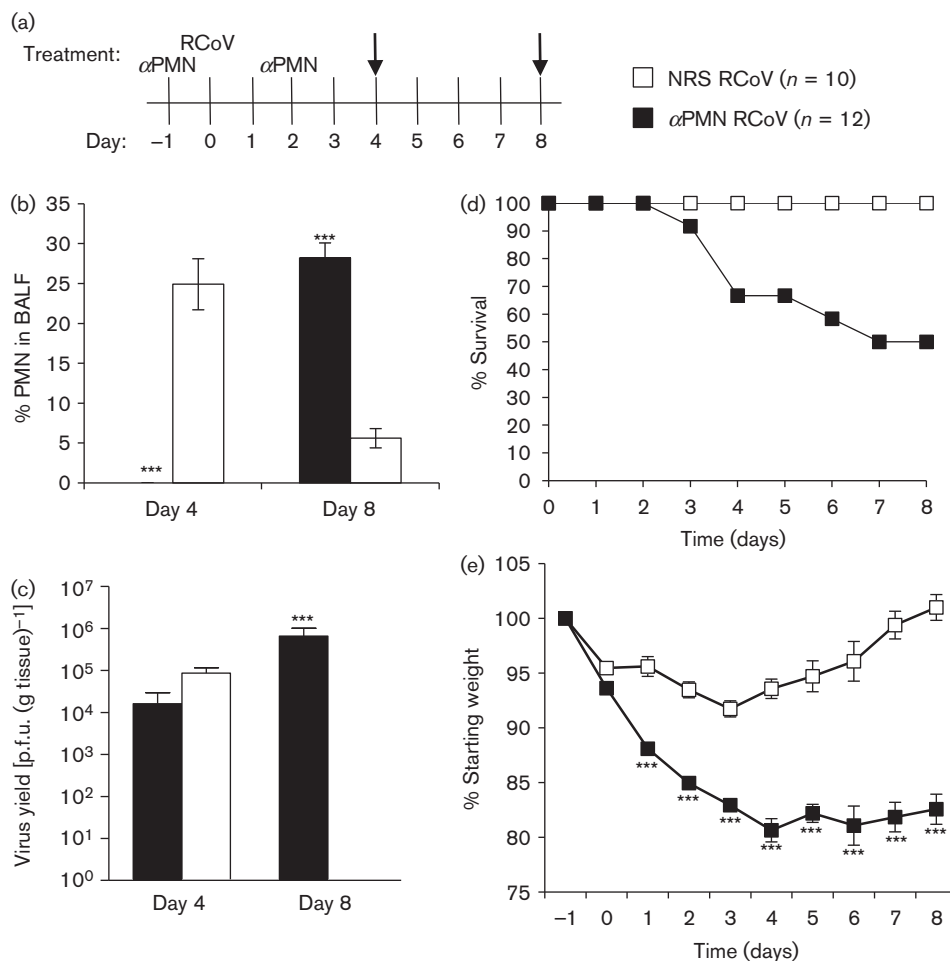 (a)
Treatment:
RCoV
αPMN αPMN
Day: −1 0 1 2 3 4 5 6 7 8
NRS RCoV (n = 10)
αPMN RCoV (n = 12)
(b)
% PMN in BALF
35
30
25
20
15
10
5
0
***
***
Day 4 Day 8
(c)
Virus yield [p.f.u. (g tissue)⁻¹]
10⁷
10⁶
10⁵
10⁴
10³
10²
10¹
10⁰
***
Day 4 Day 8
(d)
% Survival
100
90
80
70
60
50
40
30
20
10
0
0 1 2 3 4 5 6 7 8
Time (days)
(e)
% Starting weight
105
100
95
90
85
80
75
*** *** *** *** *** *** *** ***
−1 0 1 2 3 4 5 6 7 8
Time (days)